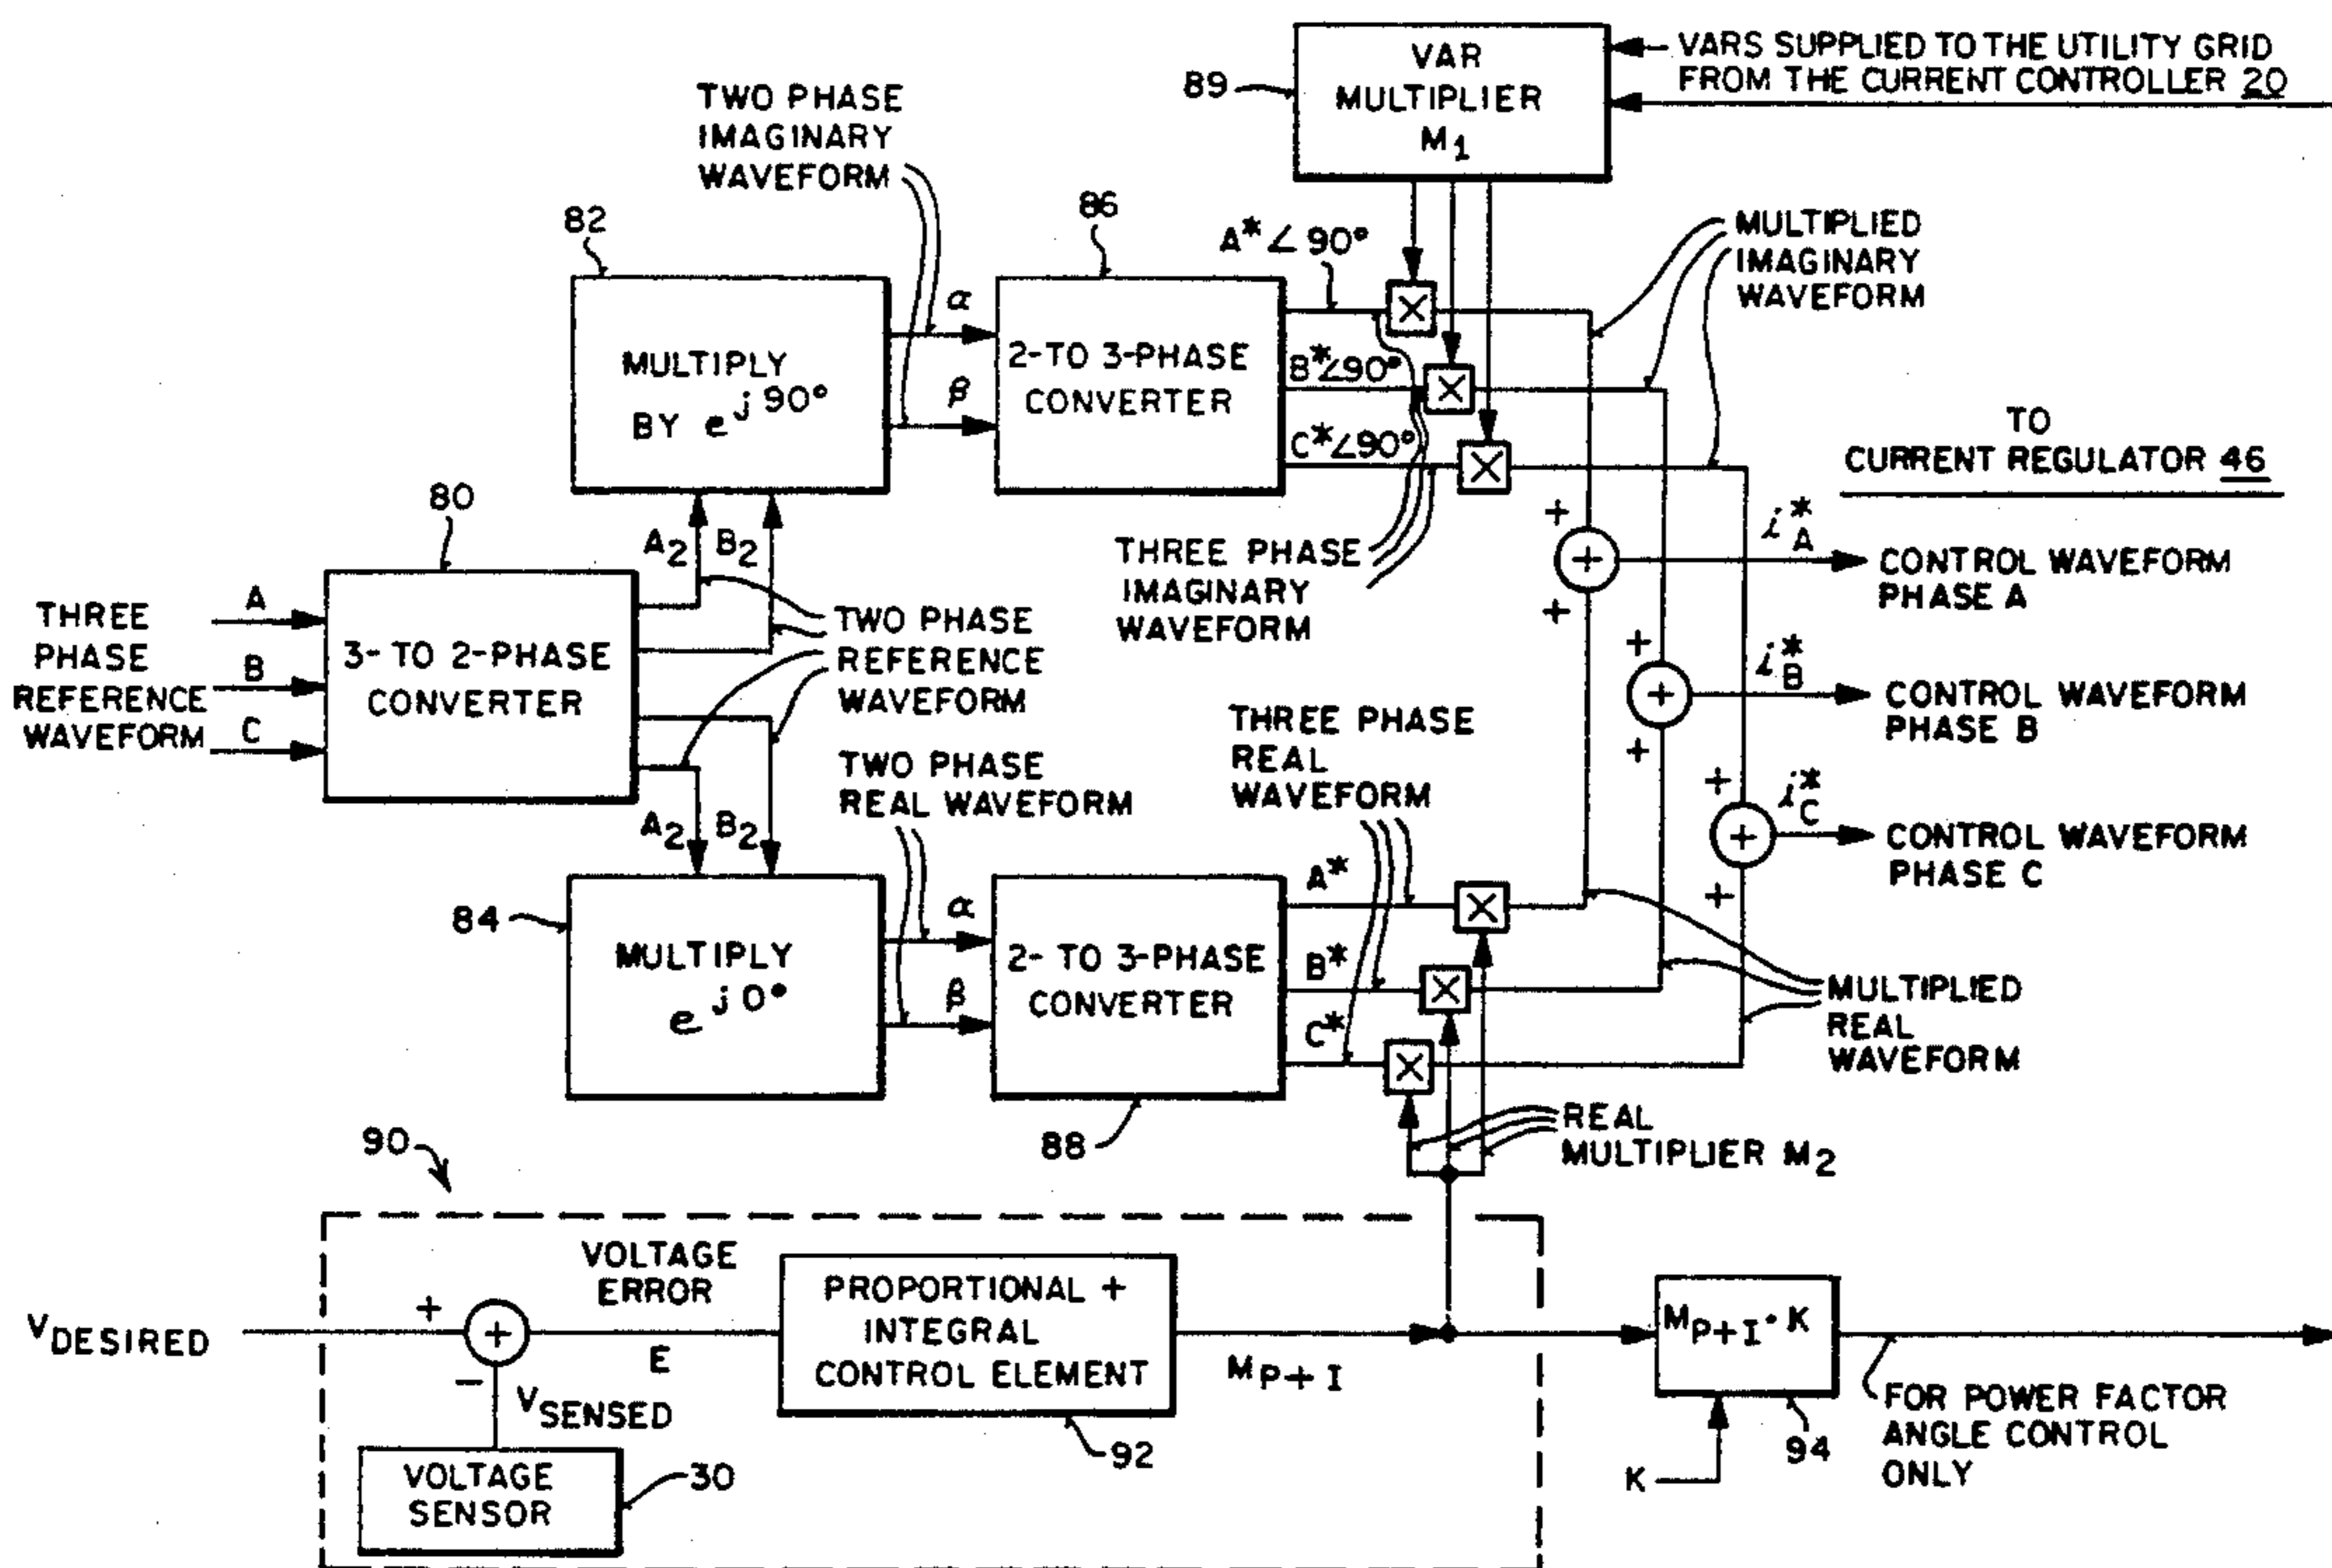 VAR
MULTIPLIER
M1
89
VARS SUPPLIED TO THE UTILITY GRID
FROM THE CURRENT CONTROLLER 20
TWO PHASE
IMAGINARY
WAVEFORM
82
86
A*∠90°
MULTIPLIED
IMAGINARY
WAVEFORM
MULTIPLY
BY e^j90°
α
β
2-TO 3-PHASE
CONVERTER
B*∠90°
C*∠90°
X
X
X
TO
CURRENT REGULATOR 46
80
A2 B2
THREE PHASE
IMAGINARY
WAVEFORM
+
+
+
i*A
CONTROL WAVEFORM
PHASE A
THREE
PHASE
REFERENCE
WAVEFORM
A
B
C
3- TO 2-PHASE
CONVERTER
TWO PHASE
REFERENCE
WAVEFORM
+
+
+
i*B
CONTROL WAVEFORM
PHASE B
TWO PHASE
REAL WAVEFORM
THREE PHASE
REAL
WAVEFORM
+
+
+
i*C
CONTROL WAVEFORM
PHASE C
A2 B2
84
MULTIPLY
e^j0°
α
β
2- TO 3-PHASE
CONVERTER
A*
B*
C*
X
X
X
MULTIPLIED
REAL
WAVEFORM
88
REAL
MULTIPLIER M2
90
VOLTAGE
ERROR
VDESIRED
+
+
−
E
VSENSED
PROPORTIONAL +
INTEGRAL
CONTROL ELEMENT
MP+I
92
VOLTAGE
SENSOR
30
MP+I·K
K
94
FOR POWER FACTOR
ANGLE CONTROL
ONLY